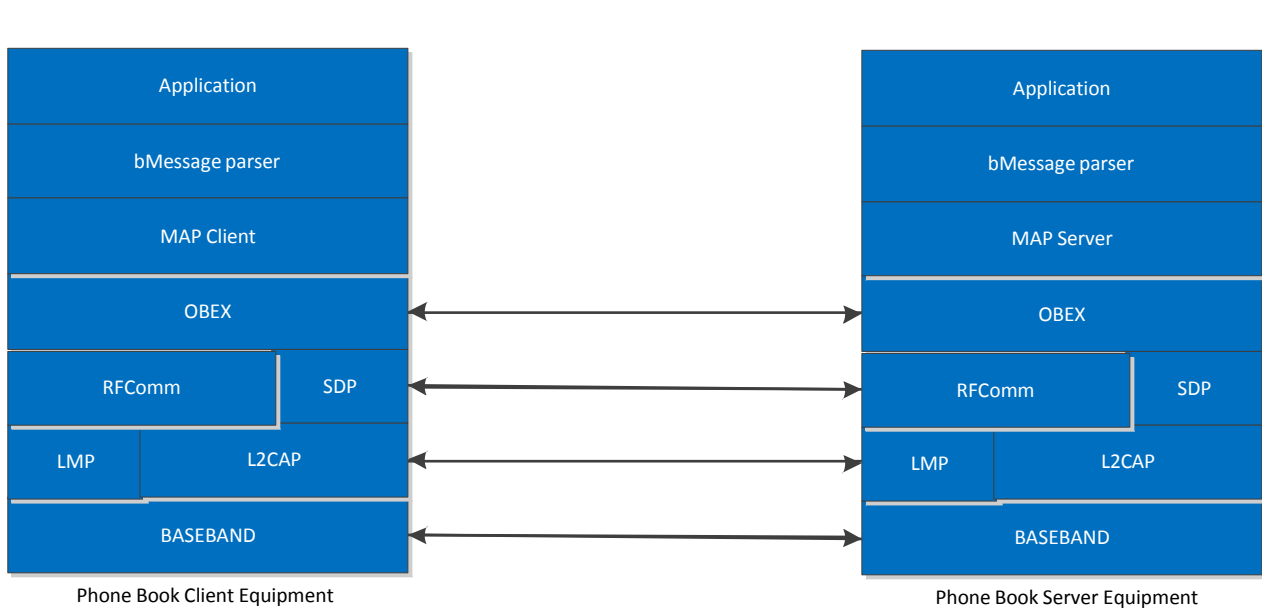 Application
bMessage parser
MAP Client
OBEX
RFComm
SDP
LMP
L2CAP
BASEBAND
Phone Book Client Equipment
Application
bMessage parser
MAP Server
OBEX
RFComm
SDP
LMP
L2CAP
BASEBAND
Phone Book Server Equipment